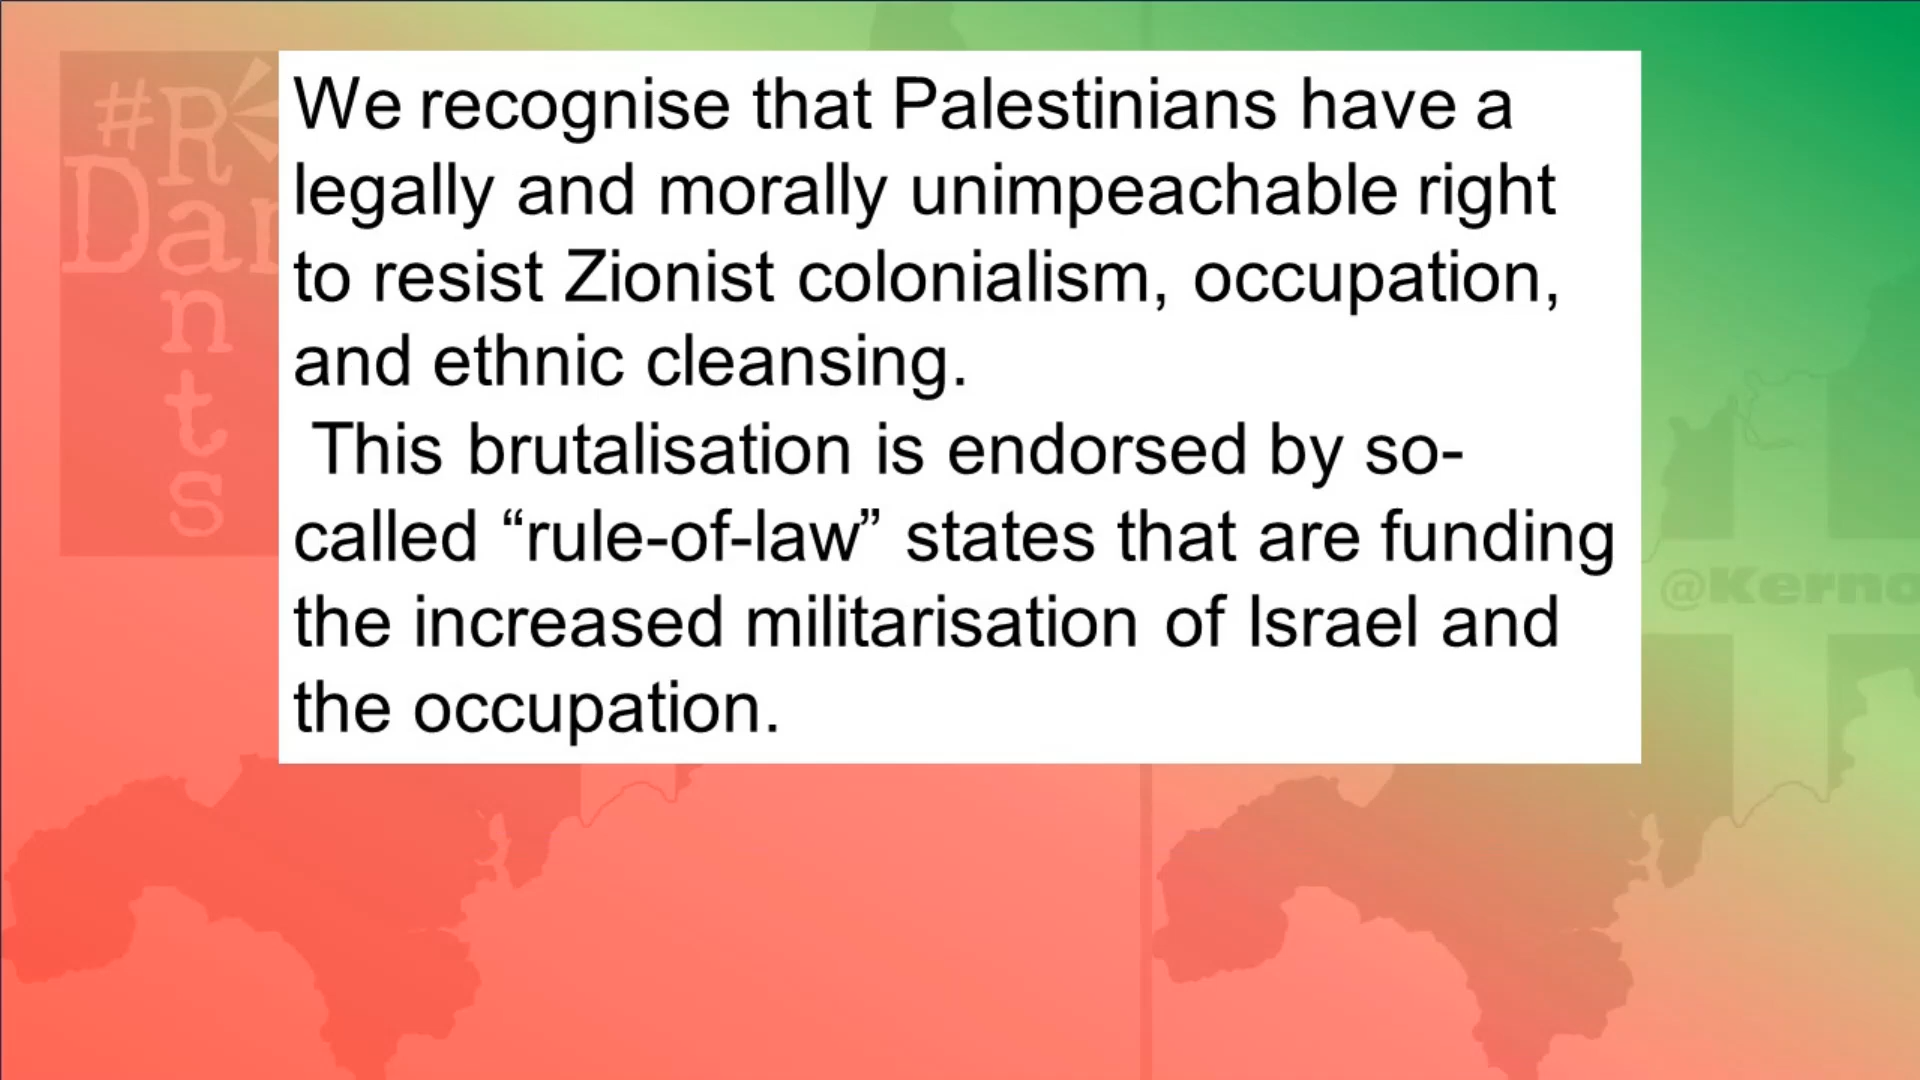 We recognise that Palestinians have a
legally and morally unimpeachable right
to resist Zionist colonialism, occupation,
and ethnic cleansing.
This brutalisation is endorsed by so-
called “rule-of-law” states that are funding
the increased militarisation of Israel and
the occupation.
#R
Dar
n
t
s
@Kerno